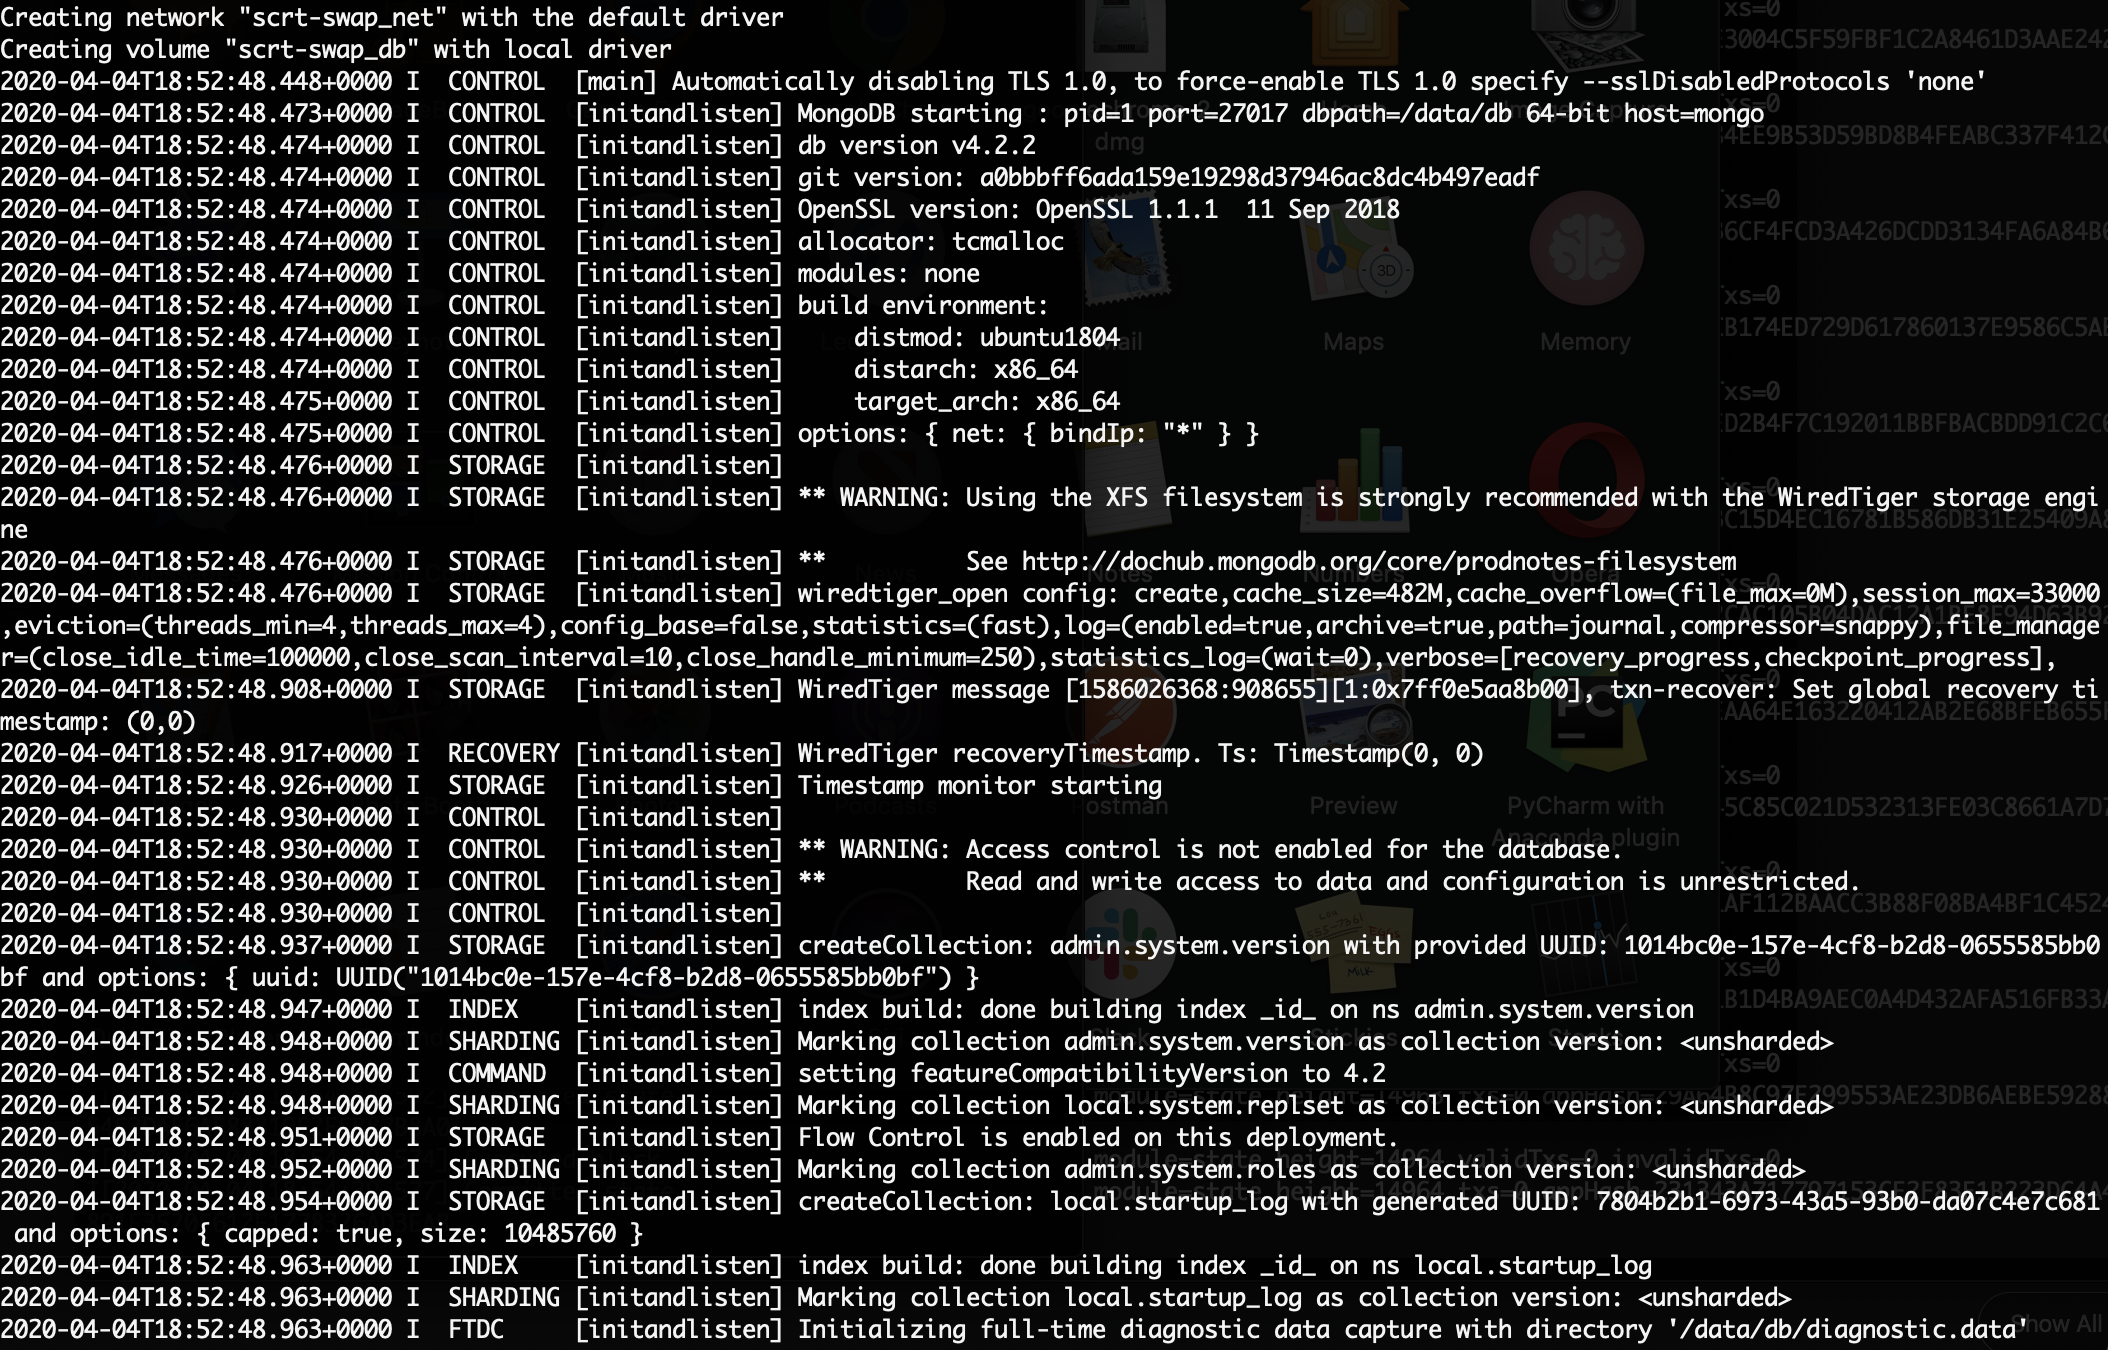 Creating network "scrt-swap_net" with the default driver
Creating volume "scrt-swap_db" with local driver
2020-04-04T18:52:48.448+0000 I  CONTROL  [main] Automatically disabling TLS 1.0, to force-enable TLS 1.0 specify --sslDisabledProtocols 'none'
2020-04-04T18:52:48.473+0000 I  CONTROL  [initandlisten] MongoDB starting : pid=1 port=27017 dbpath=/data/db 64-bit host=mongo
2020-04-04T18:52:48.474+0000 I  CONTROL  [initandlisten] db version v4.2.2
2020-04-04T18:52:48.474+0000 I  CONTROL  [initandlisten] git version: a0bbbff6ada159e19298d37946ac8dc4b497eadf
2020-04-04T18:52:48.474+0000 I  CONTROL  [initandlisten] OpenSSL version: OpenSSL 1.1.1  11 Sep 2018
2020-04-04T18:52:48.474+0000 I  CONTROL  [initandlisten] allocator: tcmalloc
2020-04-04T18:52:48.474+0000 I  CONTROL  [initandlisten] modules: none
2020-04-04T18:52:48.474+0000 I  CONTROL  [initandlisten] build environment:
2020-04-04T18:52:48.474+0000 I  CONTROL  [initandlisten]     distmod: ubuntu1804
2020-04-04T18:52:48.474+0000 I  CONTROL  [initandlisten]     distarch: x86_64
2020-04-04T18:52:48.475+0000 I  CONTROL  [initandlisten]     target_arch: x86_64
2020-04-04T18:52:48.475+0000 I  CONTROL  [initandlisten] options: { net: { bindIp: "*" } }
2020-04-04T18:52:48.476+0000 I  STORAGE  [initandlisten]
2020-04-04T18:52:48.476+0000 I  STORAGE  [initandlisten] ** WARNING: Using the XFS filesystem is strongly recommended with the WiredTiger storage engi
ne
2020-04-04T18:52:48.476+0000 I  STORAGE  [initandlisten] **          See http://dochub.mongodb.org/core/prodnotes-filesystem
2020-04-04T18:52:48.476+0000 I  STORAGE  [initandlisten] wiredtiger_open config: create,cache_size=482M,cache_overflow=(file_max=0M),session_max=33000
,eviction=(threads_min=4,threads_max=4),config_base=false,statistics=(fast),log=(enabled=true,archive=true,path=journal,compressor=snappy),file_manage
r=(close_idle_time=100000,close_scan_interval=10,close_handle_minimum=250),statistics_log=(wait=0),verbose=[recovery_progress,checkpoint_progress],
2020-04-04T18:52:48.908+0000 I  STORAGE  [initandlisten] WiredTiger message [1586026368:908655][1:0x7ff0e5aa8b00], txn-recover: Set global recovery ti
mestamp: (0,0)
2020-04-04T18:52:48.917+0000 I  RECOVERY [initandlisten] WiredTiger recoveryTimestamp. Ts: Timestamp(0, 0)
2020-04-04T18:52:48.926+0000 I  STORAGE  [initandlisten] Timestamp monitor starting
2020-04-04T18:52:48.930+0000 I  CONTROL  [initandlisten]
2020-04-04T18:52:48.930+0000 I  CONTROL  [initandlisten] ** WARNING: Access control is not enabled for the database.
2020-04-04T18:52:48.930+0000 I  CONTROL  [initandlisten] **          Read and write access to data and configuration is unrestricted.
2020-04-04T18:52:48.930+0000 I  CONTROL  [initandlisten]
2020-04-04T18:52:48.937+0000 I  STORAGE  [initandlisten] createCollection: admin.system.version with provided UUID: 1014bc0e-157e-4cf8-b2d8-0655585bb0
bf and options: { uuid: UUID("1014bc0e-157e-4cf8-b2d8-0655585bb0bf") }
2020-04-04T18:52:48.947+0000 I  INDEX    [initandlisten] index build: done building index _id_ on ns admin.system.version
2020-04-04T18:52:48.948+0000 I  SHARDING [initandlisten] Marking collection admin.system.version as collection version: <unsharded>
2020-04-04T18:52:48.948+0000 I  COMMAND  [initandlisten] setting featureCompatibilityVersion to 4.2
2020-04-04T18:52:48.948+0000 I  SHARDING [initandlisten] Marking collection local.system.replset as collection version: <unsharded>
2020-04-04T18:52:48.951+0000 I  STORAGE  [initandlisten] Flow Control is enabled on this deployment.
2020-04-04T18:52:48.952+0000 I  SHARDING [initandlisten] Marking collection admin.system.roles as collection version: <unsharded>
2020-04-04T18:52:48.954+0000 I  STORAGE  [initandlisten] createCollection: local.startup_log with generated UUID: 7804b2b1-6973-43a5-93b0-da07c4e7c681
 and options: { capped: true, size: 10485760 }
2020-04-04T18:52:48.963+0000 I  INDEX    [initandlisten] index build: done building index _id_ on ns local.startup_log
2020-04-04T18:52:48.963+0000 I  SHARDING [initandlisten] Marking collection local.startup_log as collection version: <unsharded>
2020-04-04T18:52:48.963+0000 I  FTDC     [initandlisten] Initializing full-time diagnostic data capture with directory '/data/db/diagnostic.data'
dmg
Mail
Maps
Memory
Notes
Numbers
Opera
Podcasts
Postman
Preview
PyCharm with
Anaconda plugin
Slack
Stickies
Stocks
Show All